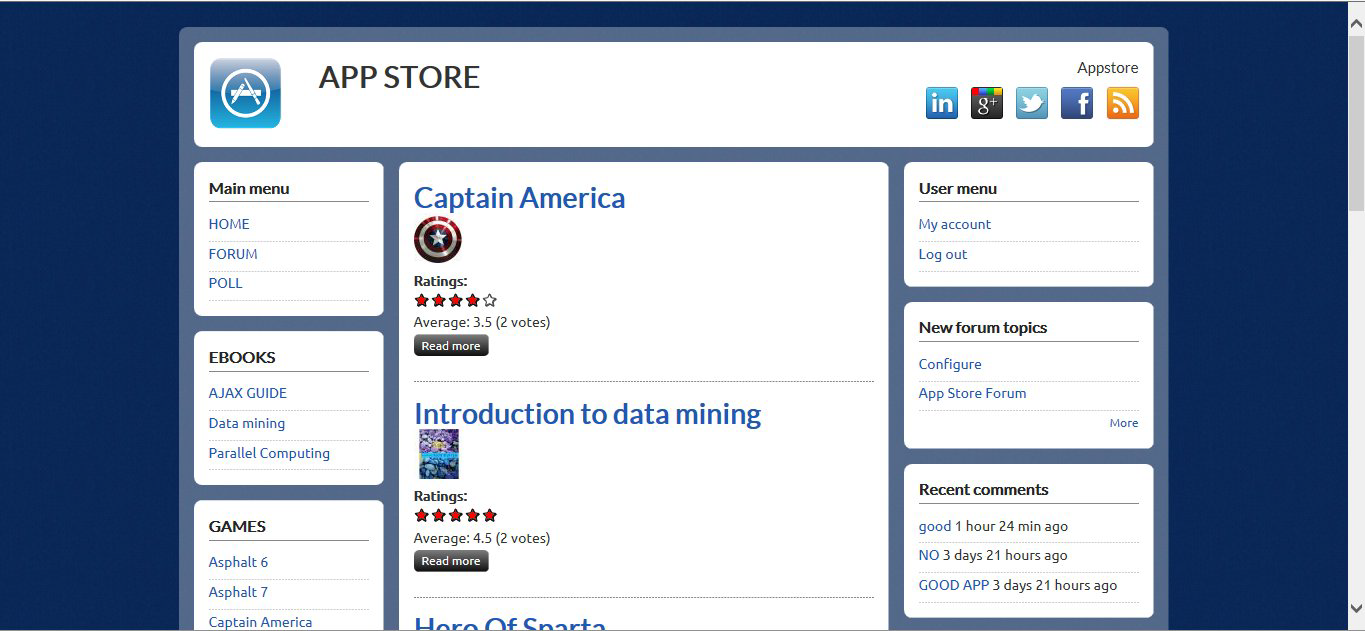 APP STORE
Appstore
in
g+
f
Main menu
HOME
FORUM
POLL
EBOOKS
AJAX GUIDE
Data mining
Parallel Computing
GAMES
Asphalt 6
Asphalt 7
Captain America
Captain America
Ratings:
Average: 3.5 (2 votes)
Read more
Introduction to data mining
Ratings:
Average: 4.5 (2 votes)
Read more
Hero Of Sparta
User menu
My account
Log out
New forum topics
Configure
App Store Forum
More
Recent comments
good 1 hour 24 min ago
NO 3 days 21 hours ago
GOOD APP 3 days 21 hours ago